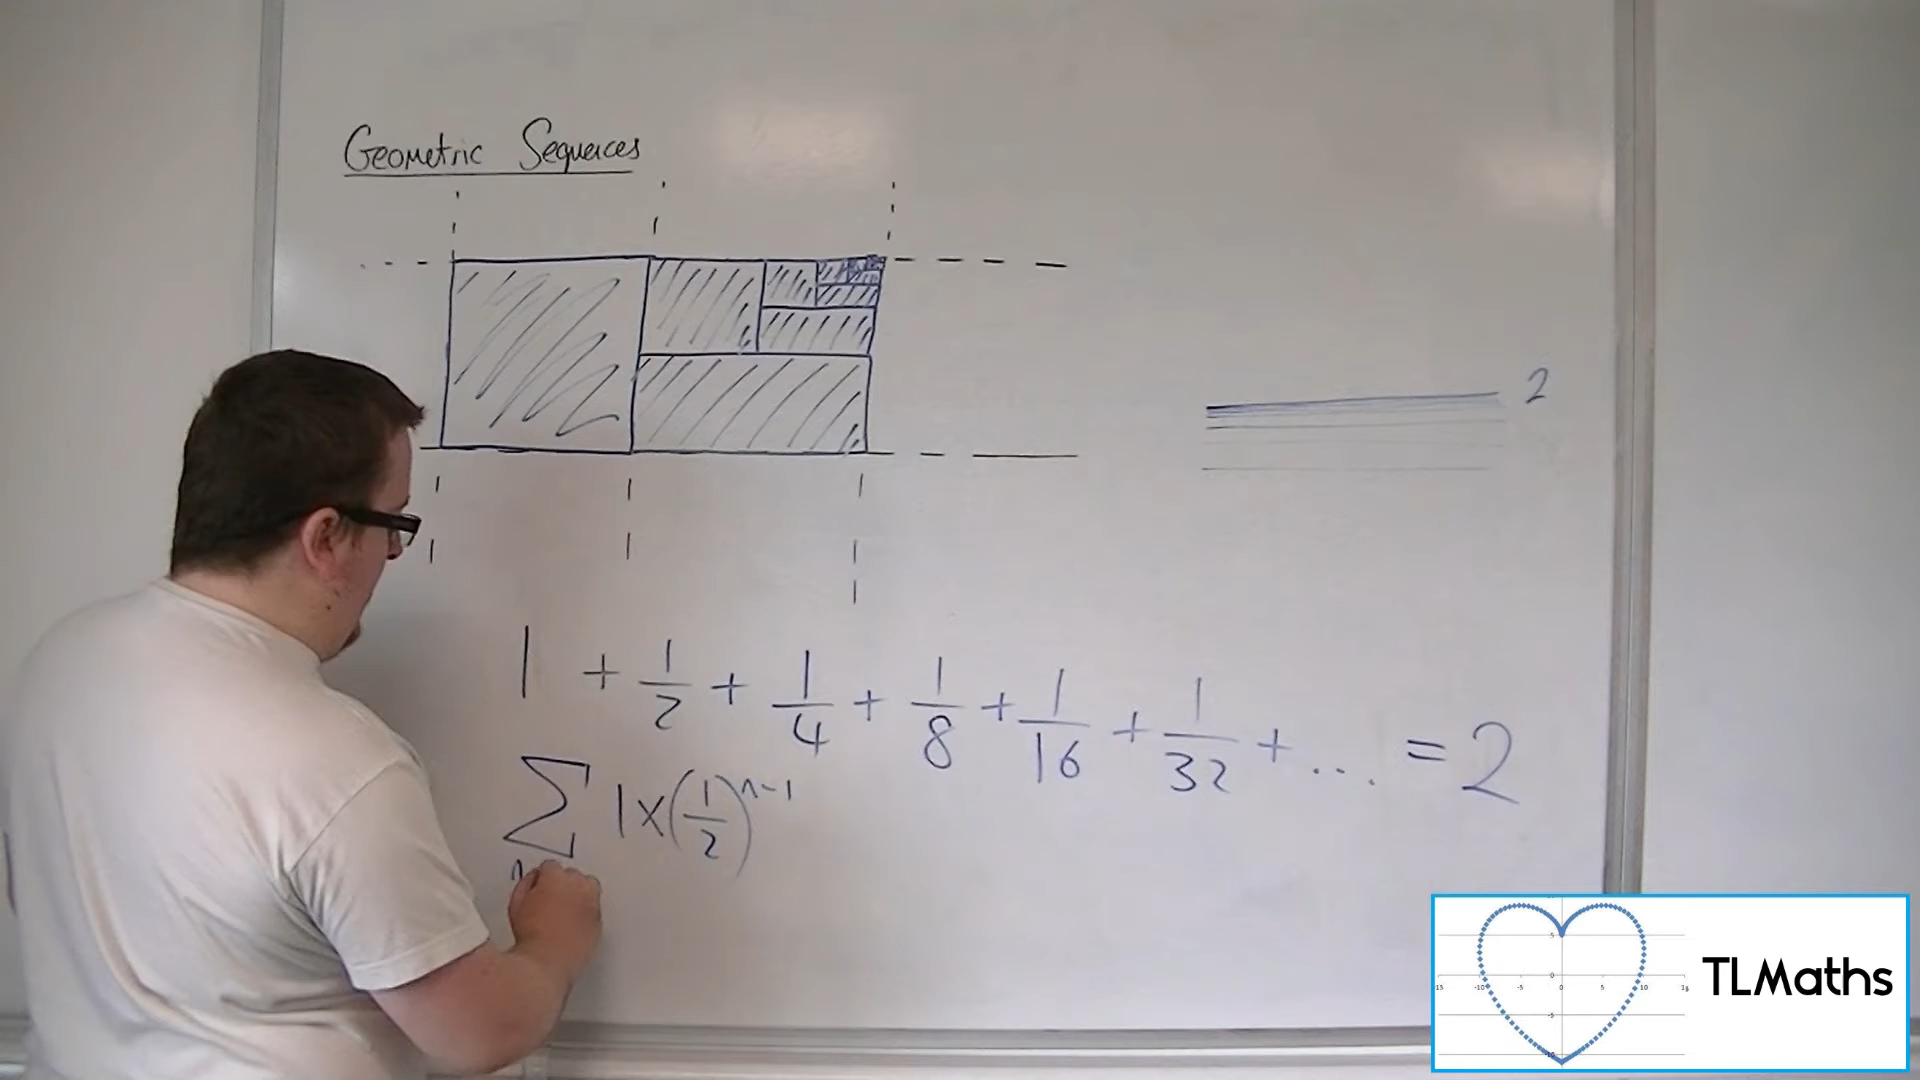 Geometric Sequences
2
1 + 1/2 + 1/4 + 1/8 + 1/16 + 1/32 + ... = 2
∑ 1×(1/2)^n-1
n
TLMaths